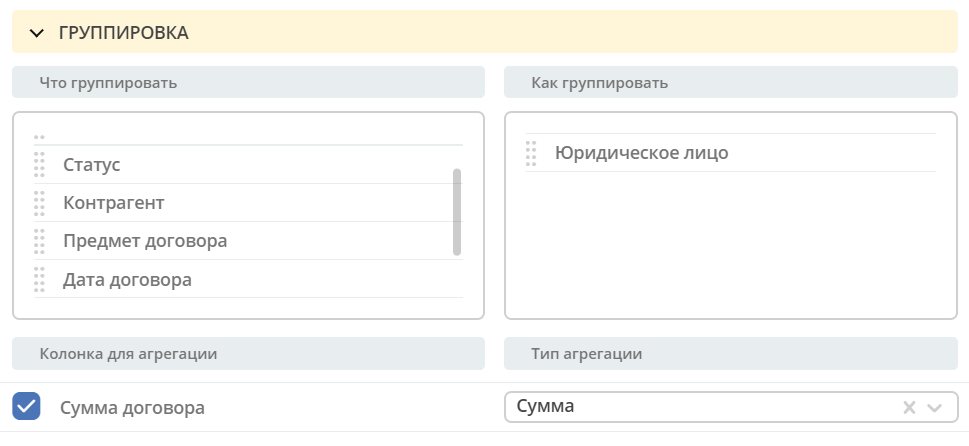 ГРУППИРОВКА
Что группировать
Как группировать
Статус
Контрагент
Предмет договора
Дата договора
Юридическое лицо
Колонка для агрегации
Тип агрегации
Сумма договора
Сумма